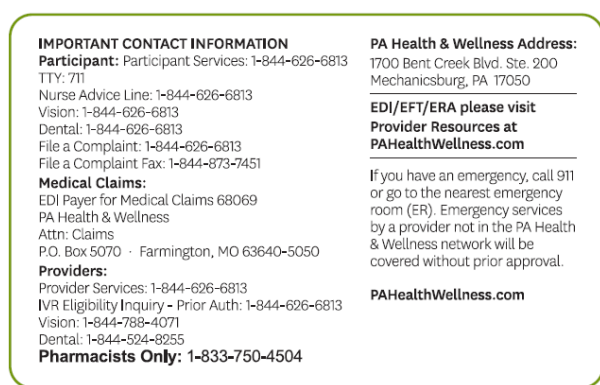 IMPORTANT CONTACT INFORMATION
Participant: Participant Services: 1-844-626-6813
TTY: 711
Nurse Advice Line: 1-844-626-6813
Vision: 1-844-626-6813
Dental: 1-844-626-6813
File a Complaint: 1-844-626-6813
File a Complaint Fax: 1-844-873-7451
Medical Claims:
EDI Payer for Medical Claims 68069
PA Health & Wellness
Attn: Claims
P.O. Box 5070 · Farmington, MO 63640-5050
Providers:
Provider Services: 1-844-626-6813
IVR Eligibility Inquiry - Prior Auth: 1-844-626-6813
Vision: 1-844-788-4071
Dental: 1-844-524-8255
Pharmacists Only: 1-833-750-4504
PA Health & Wellness Address:
1700 Bent Creek Blvd. Ste. 200
Mechanicsburg, PA 17050
EDI/EFT/ERA please visit
Provider Resources at
PAHealthWellness.com
If you have an emergency, call 911
or go to the nearest emergency
room (ER). Emergency services
by a provider not in the PA Health
& Wellness network will be
covered without prior approval.
PAHealthWellness.com